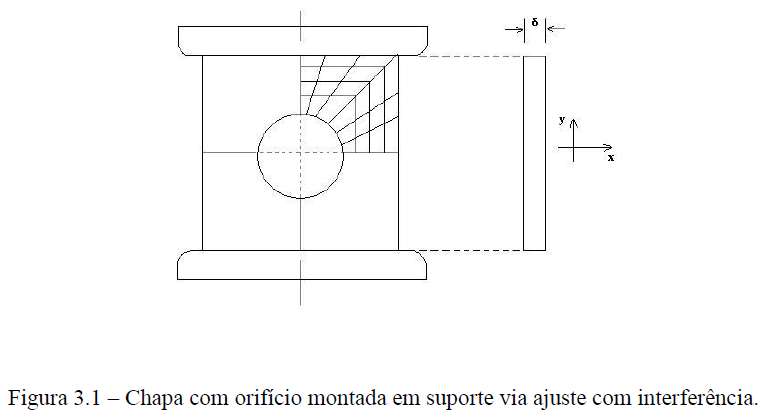 δ
y
x
Figura 3.1 – Chapa com orifício montada em suporte via ajuste com interferência.